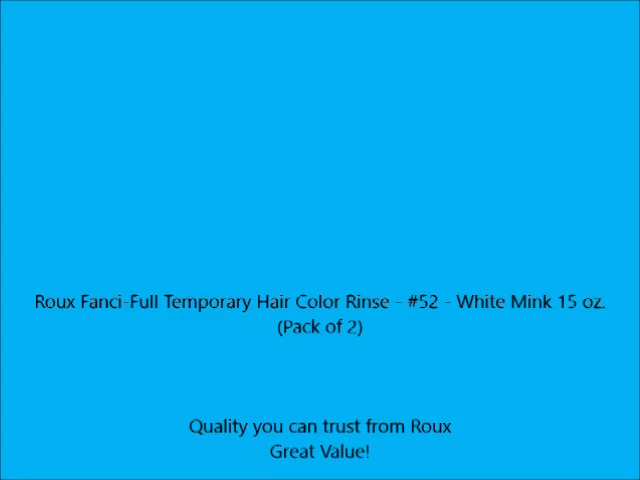 Roux Fanci-Full Temporary Hair Color Rinse - #52 - White Mink 15 oz.
(Pack of 2)
Quality you can trust from Roux
Great Value!